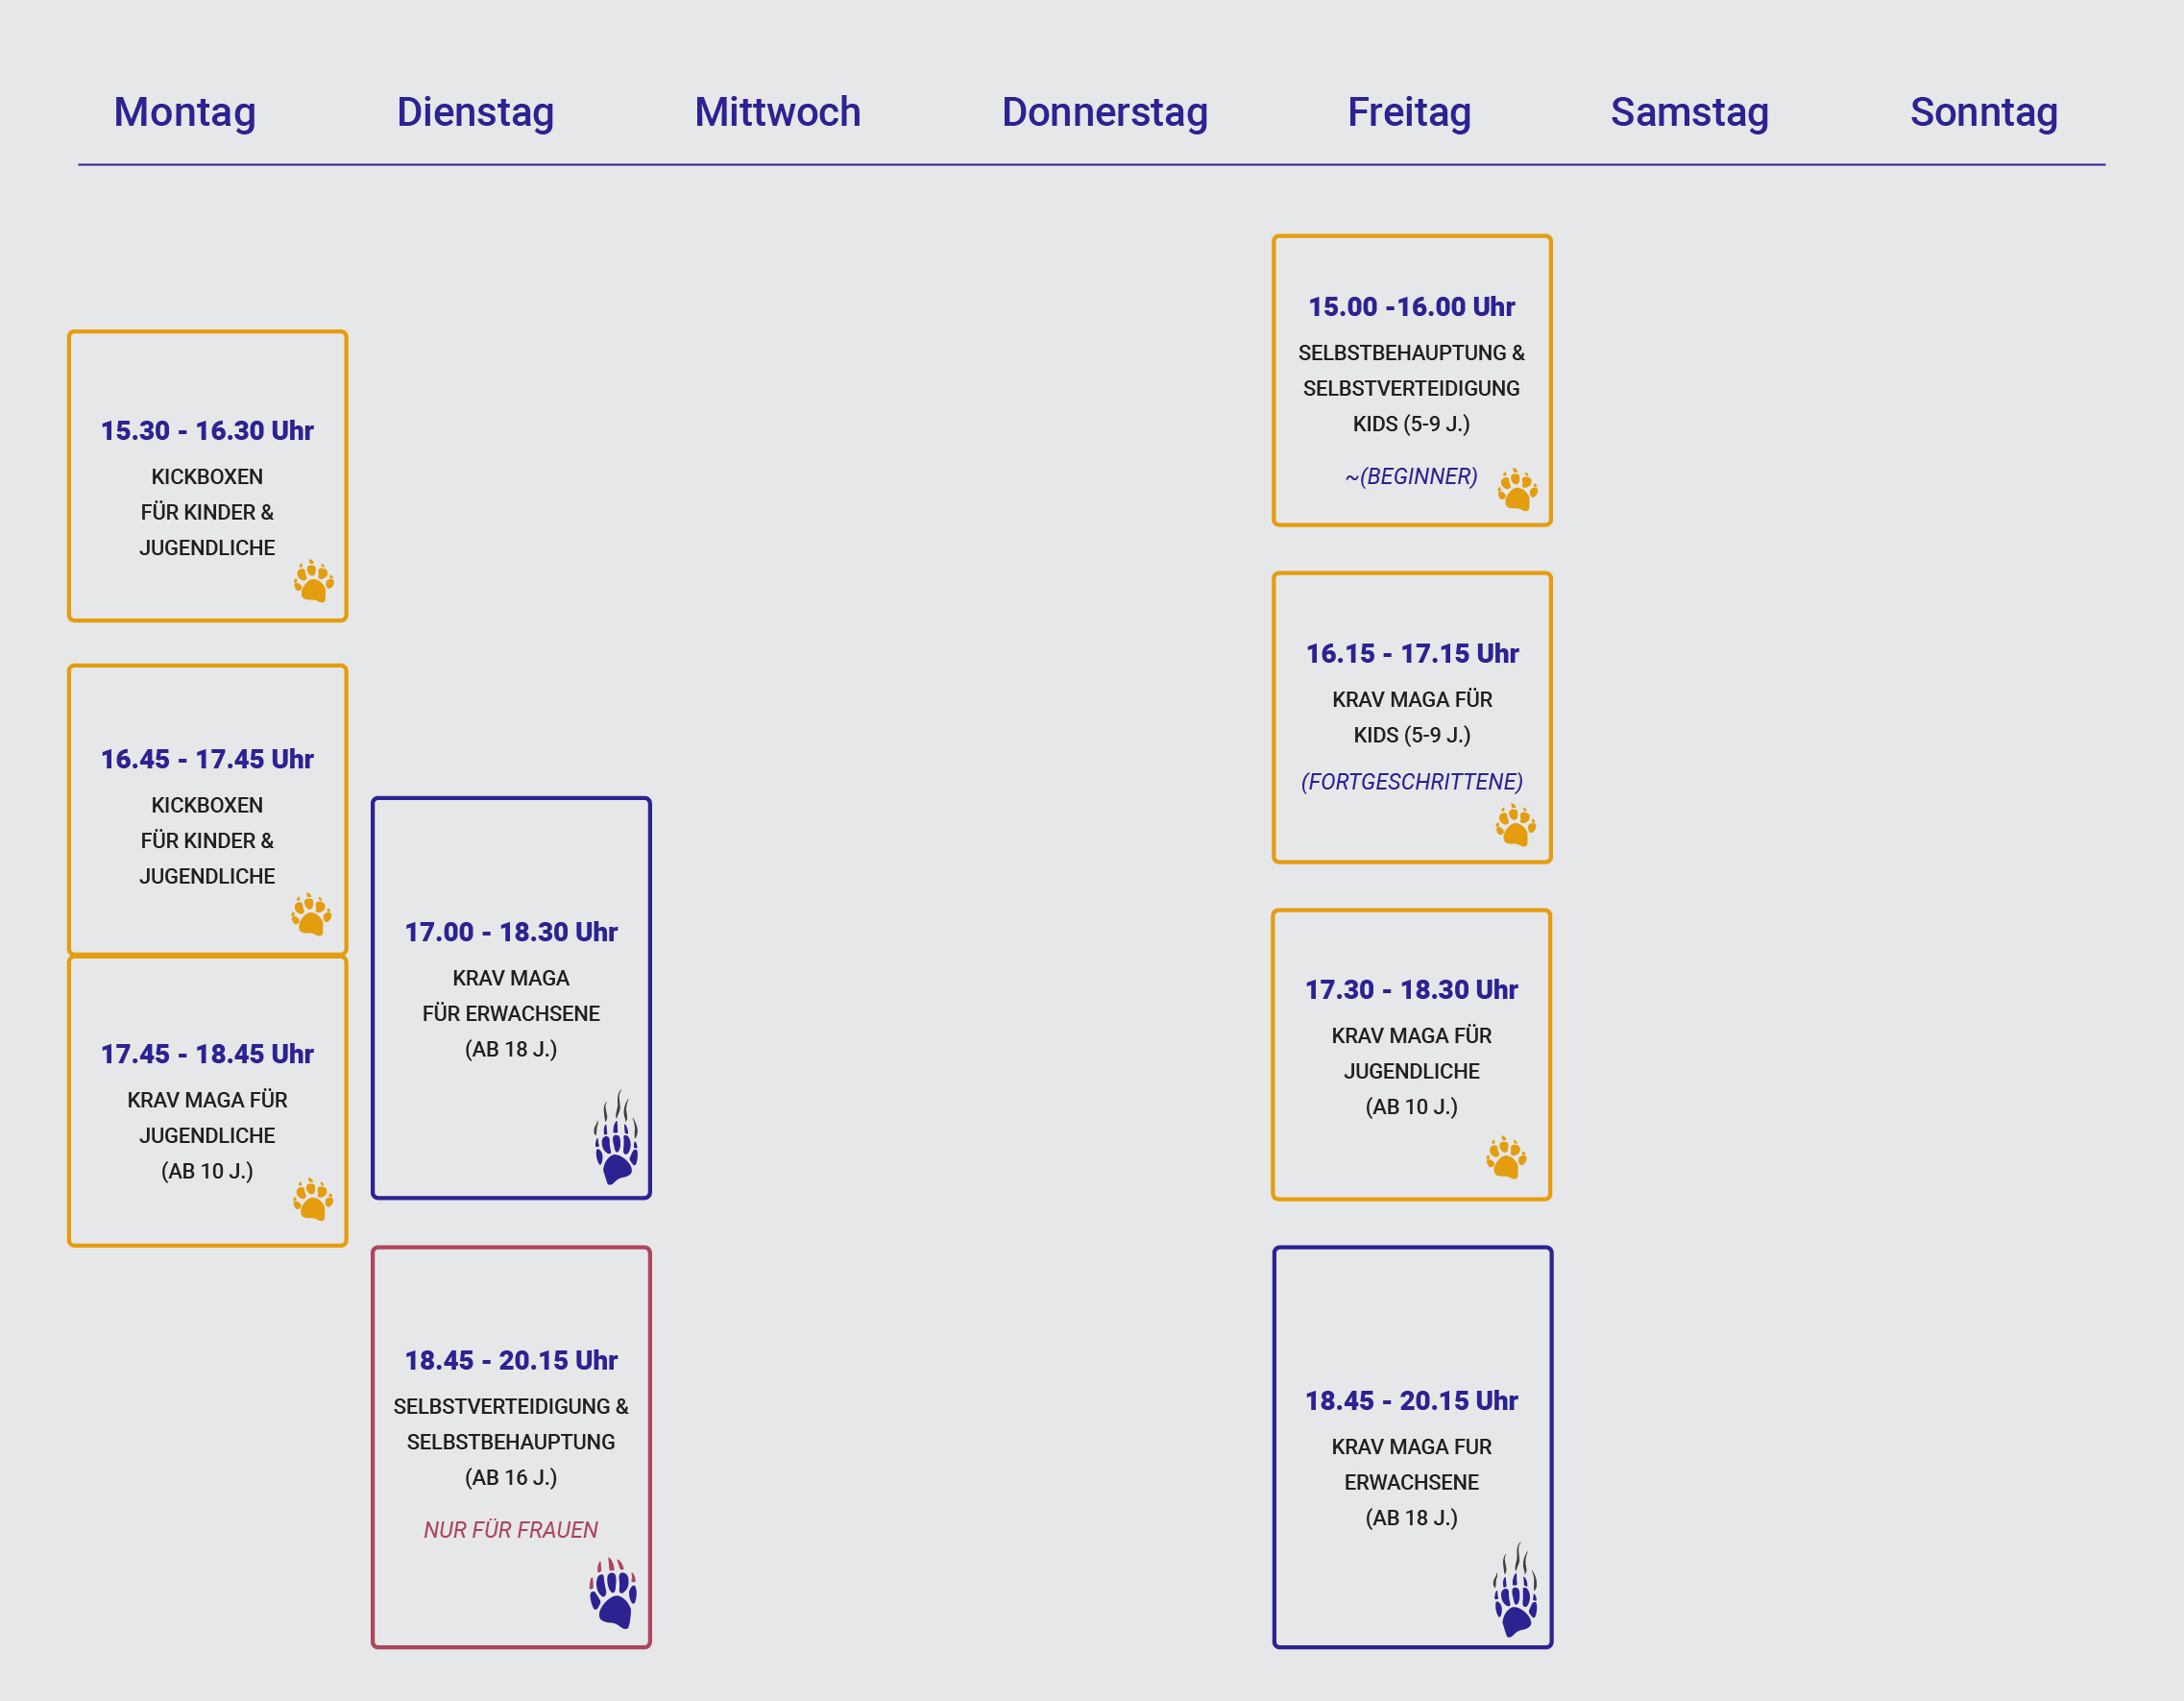 Montag Dienstag Mittwoch Donnerstag Freitag Samstag Sonntag
15.30 - 16.30 Uhr
KICKBOXEN
FÜR KINDER &
JUGENDLICHE
16.45 - 17.45 Uhr
KICKBOXEN
FÜR KINDER &
JUGENDLICHE
17.45 - 18.45 Uhr
KRAV MAGA FÜR
JUGENDLICHE
(AB 10 J.)
17.00 - 18.30 Uhr
KRAV MAGA
FÜR ERWACHSENE
(AB 18 J.)
18.45 - 20.15 Uhr
SELBSTVERTEIDIGUNG &
SELBSTBEHAUPTUNG
(AB 16 J.)
NUR FÜR FRAUEN
15.00 -16.00 Uhr
SELBSTBEHAUPTUNG &
SELBSTVERTEIDIGUNG
KIDS (5-9 J.)
~(BEGINNER)
16.15 - 17.15 Uhr
KRAV MAGA FÜR
KIDS (5-9 J.)
(FORTGESCHRITTENE)
17.30 - 18.30 Uhr
KRAV MAGA FÜR
JUGENDLICHE
(AB 10 J.)
18.45 - 20.15 Uhr
KRAV MAGA FUR
ERWACHSENE
(AB 18 J.)